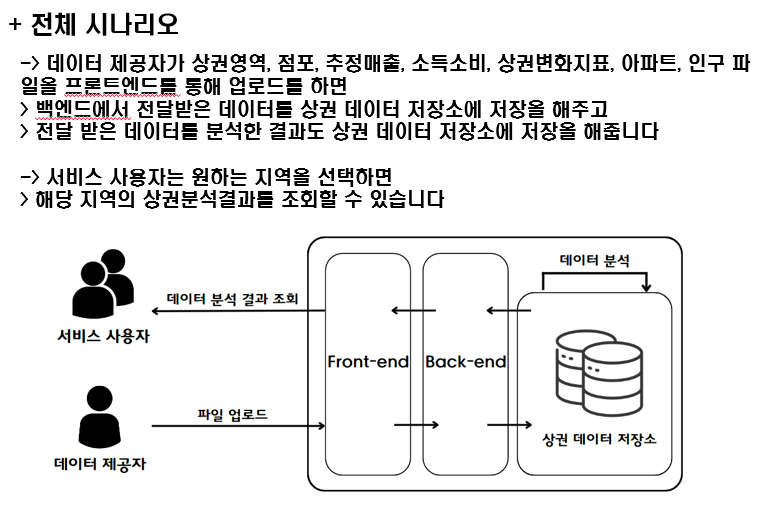 + 전체 시나리오
-> 데이터 제공자가 상권영역, 점포, 추정매출, 소득소비, 상권변화지표, 아파트, 인구 파
일을 프론트엔드를 통해 업로드를 하면
> 백엔드에서 전달받은 데이터를 상권 데이터 저장소에 저장을 해주고
> 전달 받은 데이터를 분석한 결과도 상권 데이터 저장소에 저장을 해줍니다
-> 서비스 사용자는 원하는 지역을 선택하면
> 해당 지역의 상권분석결과를 조회할 수 있습니다
데이터 분석
데이터 분석 결과 조회
서비스 사용자
Front-end
Back-end
파일 업로드
상권 데이터 저장소
데이터 제공자